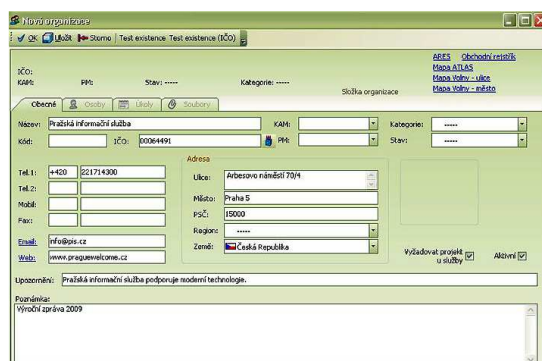 Nová organizace
OK Uložit Storno Test existence Test existence (IČO)
ARES Obchodní rejstřík
Mapa ATLAS
IČO:
Mapa Volny - ulice
KAM: PM: Stav: ----- Kategorie: -----
Mapa Volny - město
Složka organizace
Obecné Osoby Úkoly Soubory
Název: Pražská informační služba KAM: Kategorie: -----
Kód: IČO: 00064491 PM: Stav: -----
Adresa
Tel.1: +420 221714300
Ulice: Arbesovo náměstí 70/4
Tel.2:
Město: Praha 5
Mobil:
PSČ: 15000
Fax:
Region: -----
Email: info@pis.cz
Země: Česká Republika
Web: www.praguewelcome.cz
Vyžadovat projekt u služby
Aktivní
Upozornění: Pražská informační služba podporuje moderní technologie.
Poznámka:
Výroční zpráva 2009